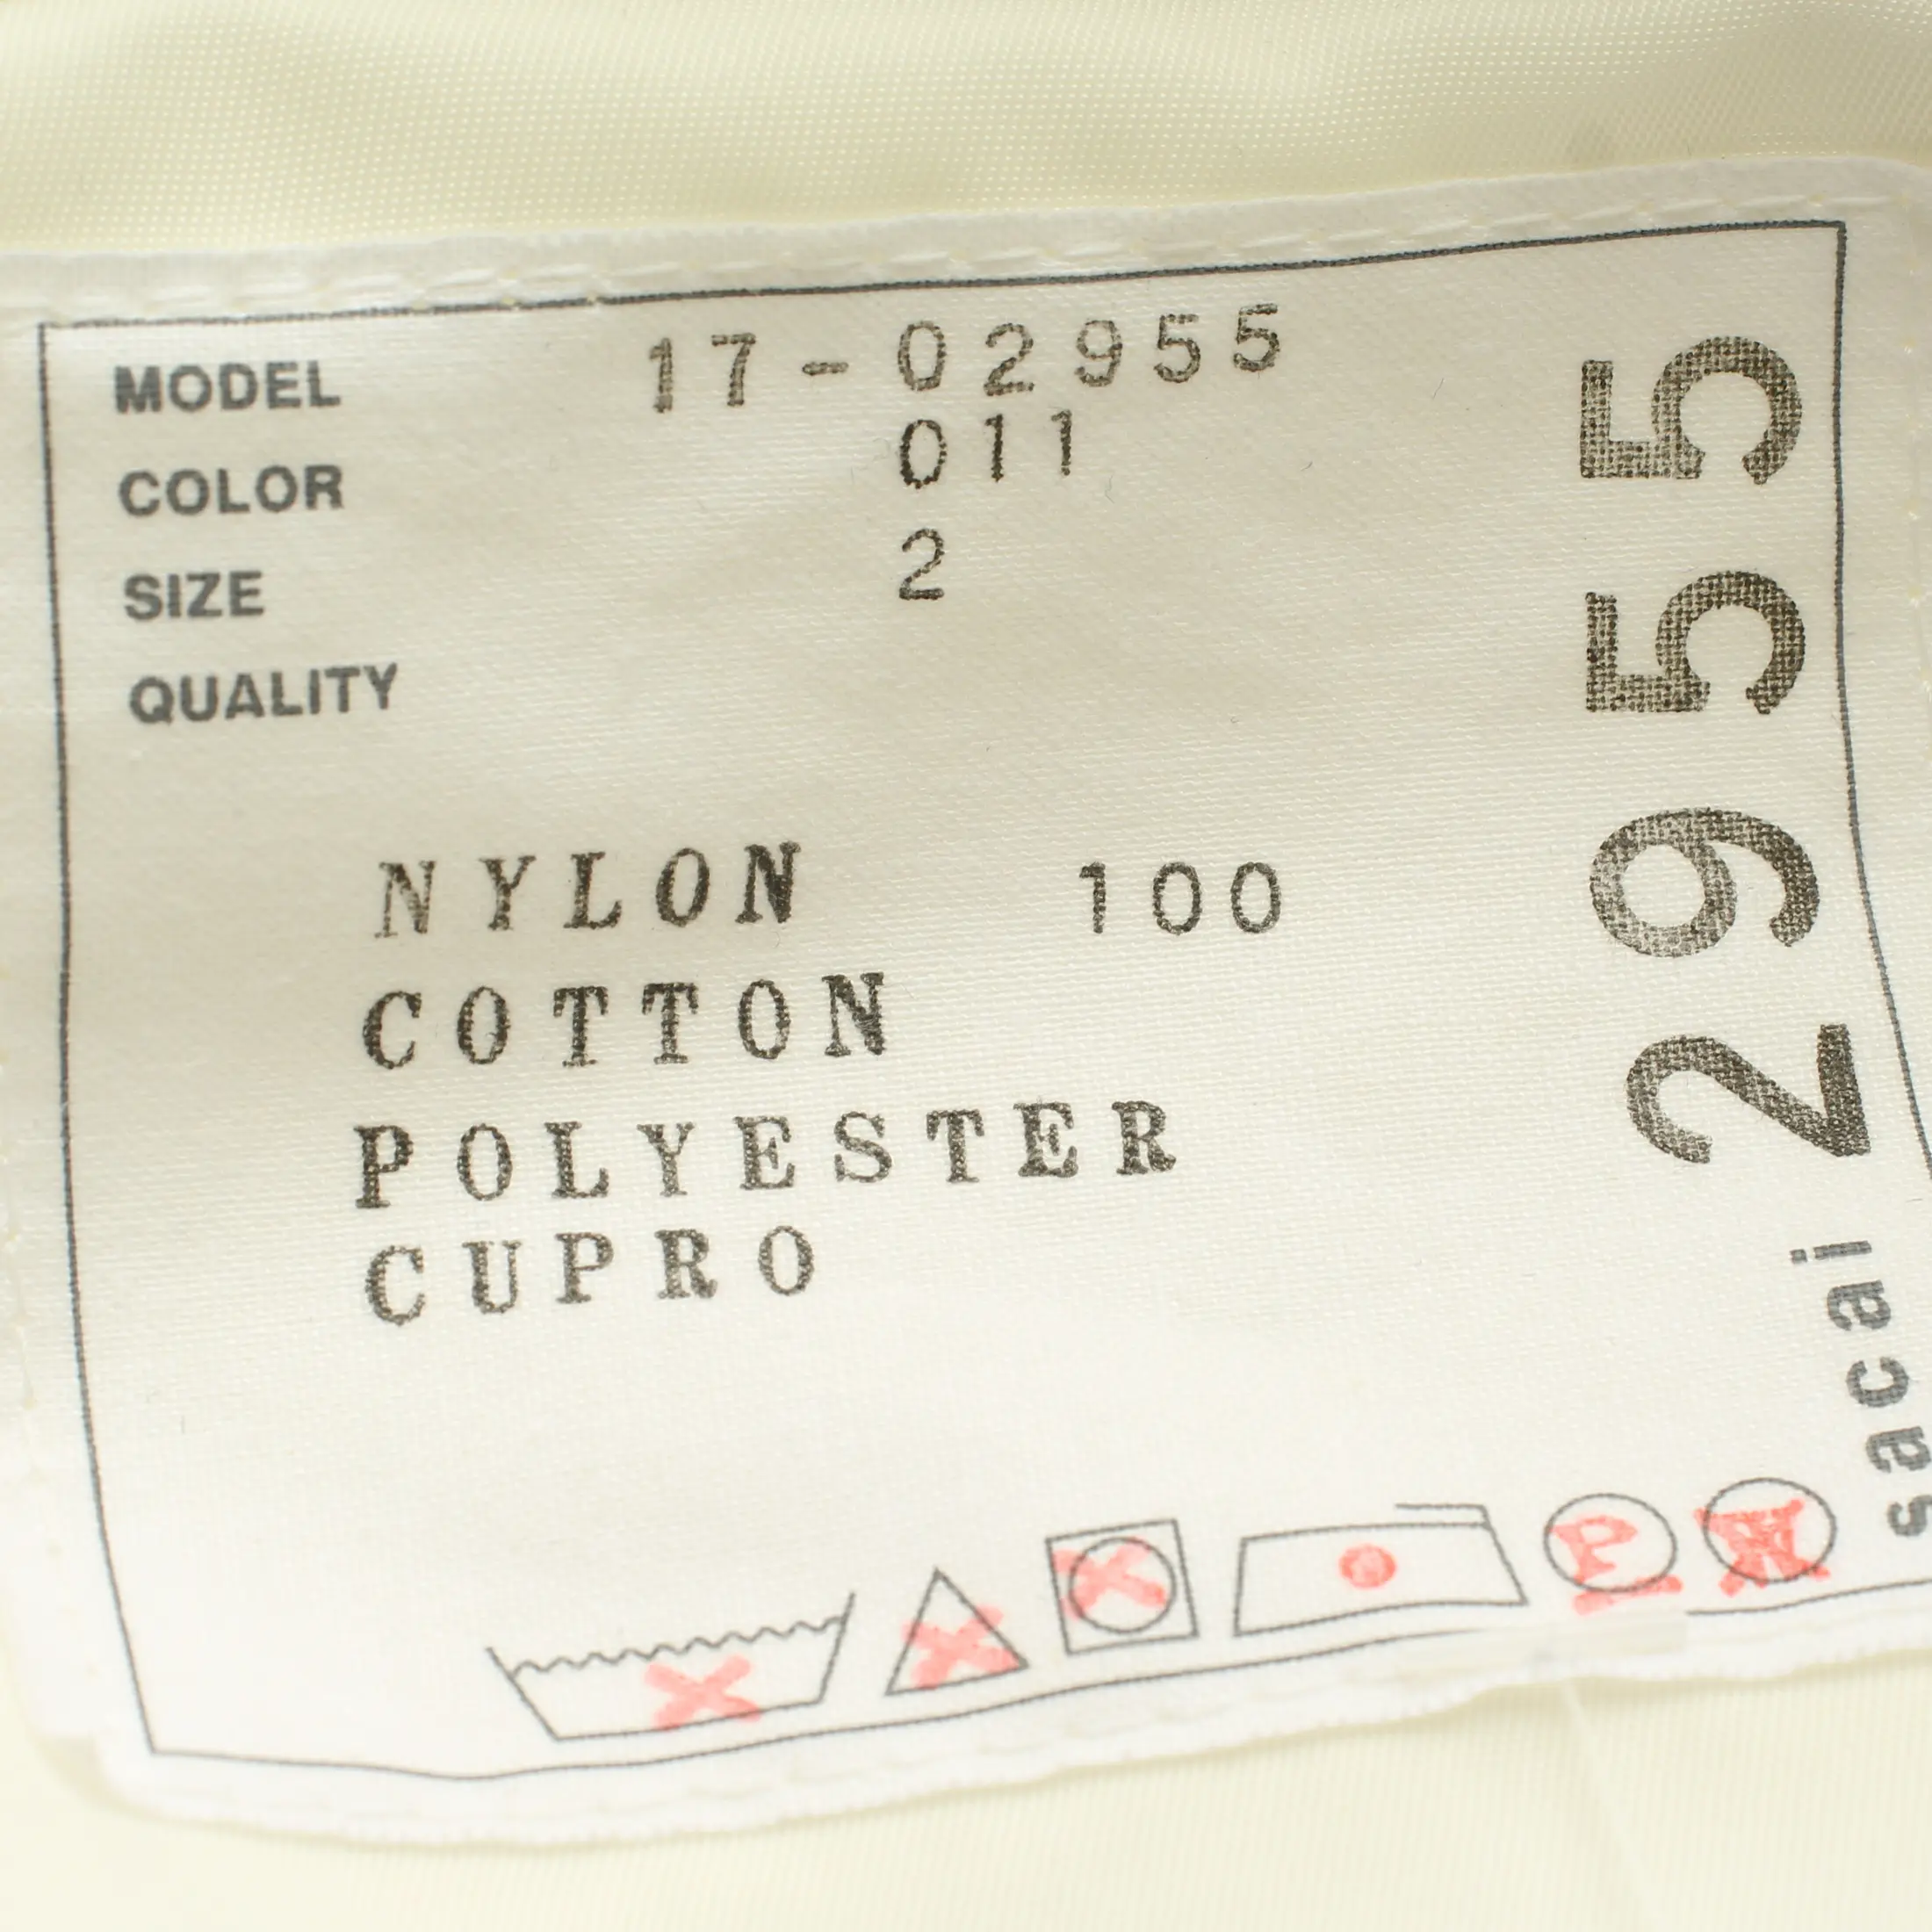 MODEL 17-02955
COLOR 011
SIZE 2
QUALITY
NYLON 100
COTTON
POLYESTER
CUPRO
P W
sacai 2955